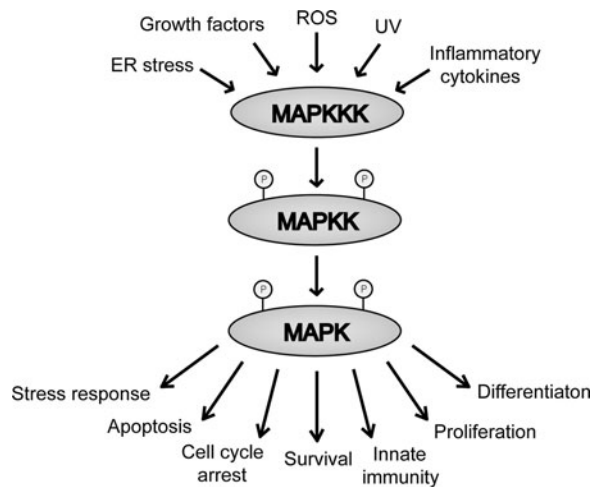 ROS
Growth factors
UV
ER stress
Inflammatory
cytokines
MAPKKK
P
P
MAPKK
P
P
MAPK
Stress response
Differentiaton
Apoptosis
Proliferation
Cell cycle
arrest
Survival
Innate
immunity